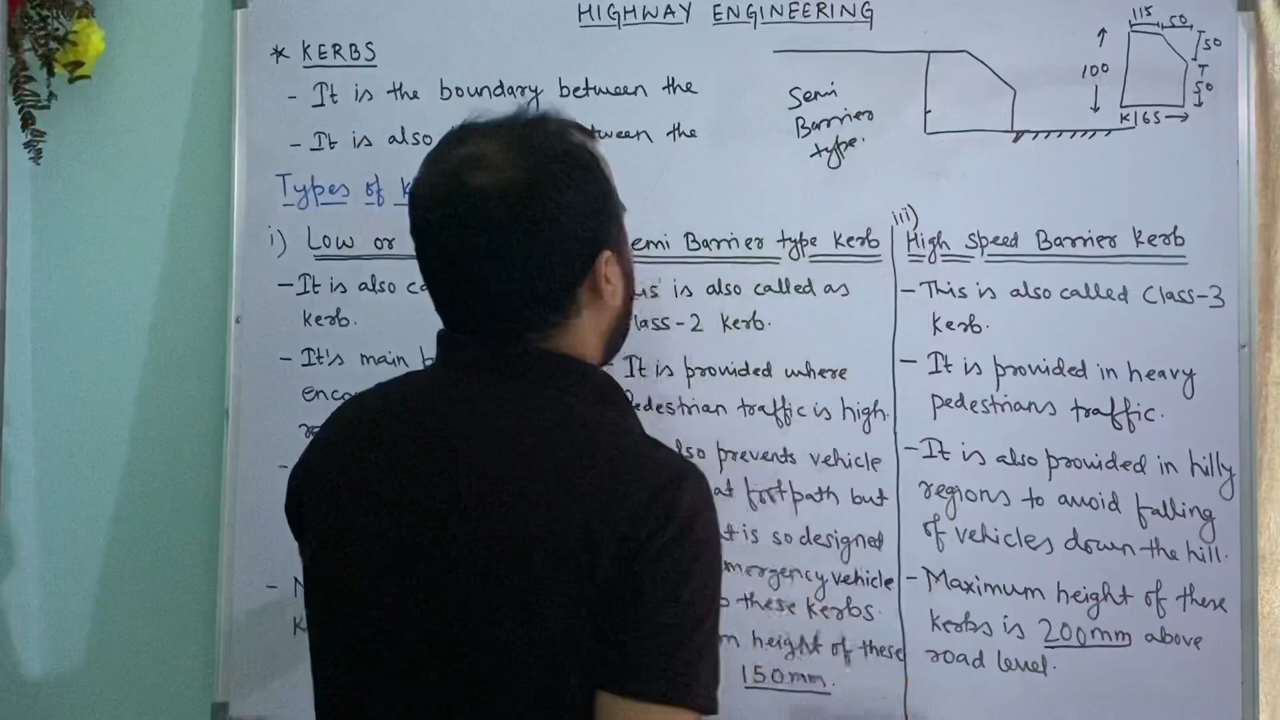 HIGHWAY ENGINEERING
* KERBS
- It is the boundary between the
- It is also tween the
Types of K
i) Low or
- It is also ca
kerb.
- It's main p
enco
emi Barrier type Kerb
us is also called as
lass-2 Kerb.
It is provided where
edestrian traffic is high.
lso prevents vehicle
at footpath but
t is so designed
mergency vehicle
these kerbs.
m height of these
150mm.
iii)
High Speed Barrier Kerb
- This is also called Class-3
Kerb.
- It is provided in heavy
pedestrians traffic.
- It is also provided in hilly
regions to avoid falling
of vehicles down the hill.
- Maximum height of these
kerbs is 200mm above
road level.
Semi
Barrier
type.
115
50
100
50
50
165